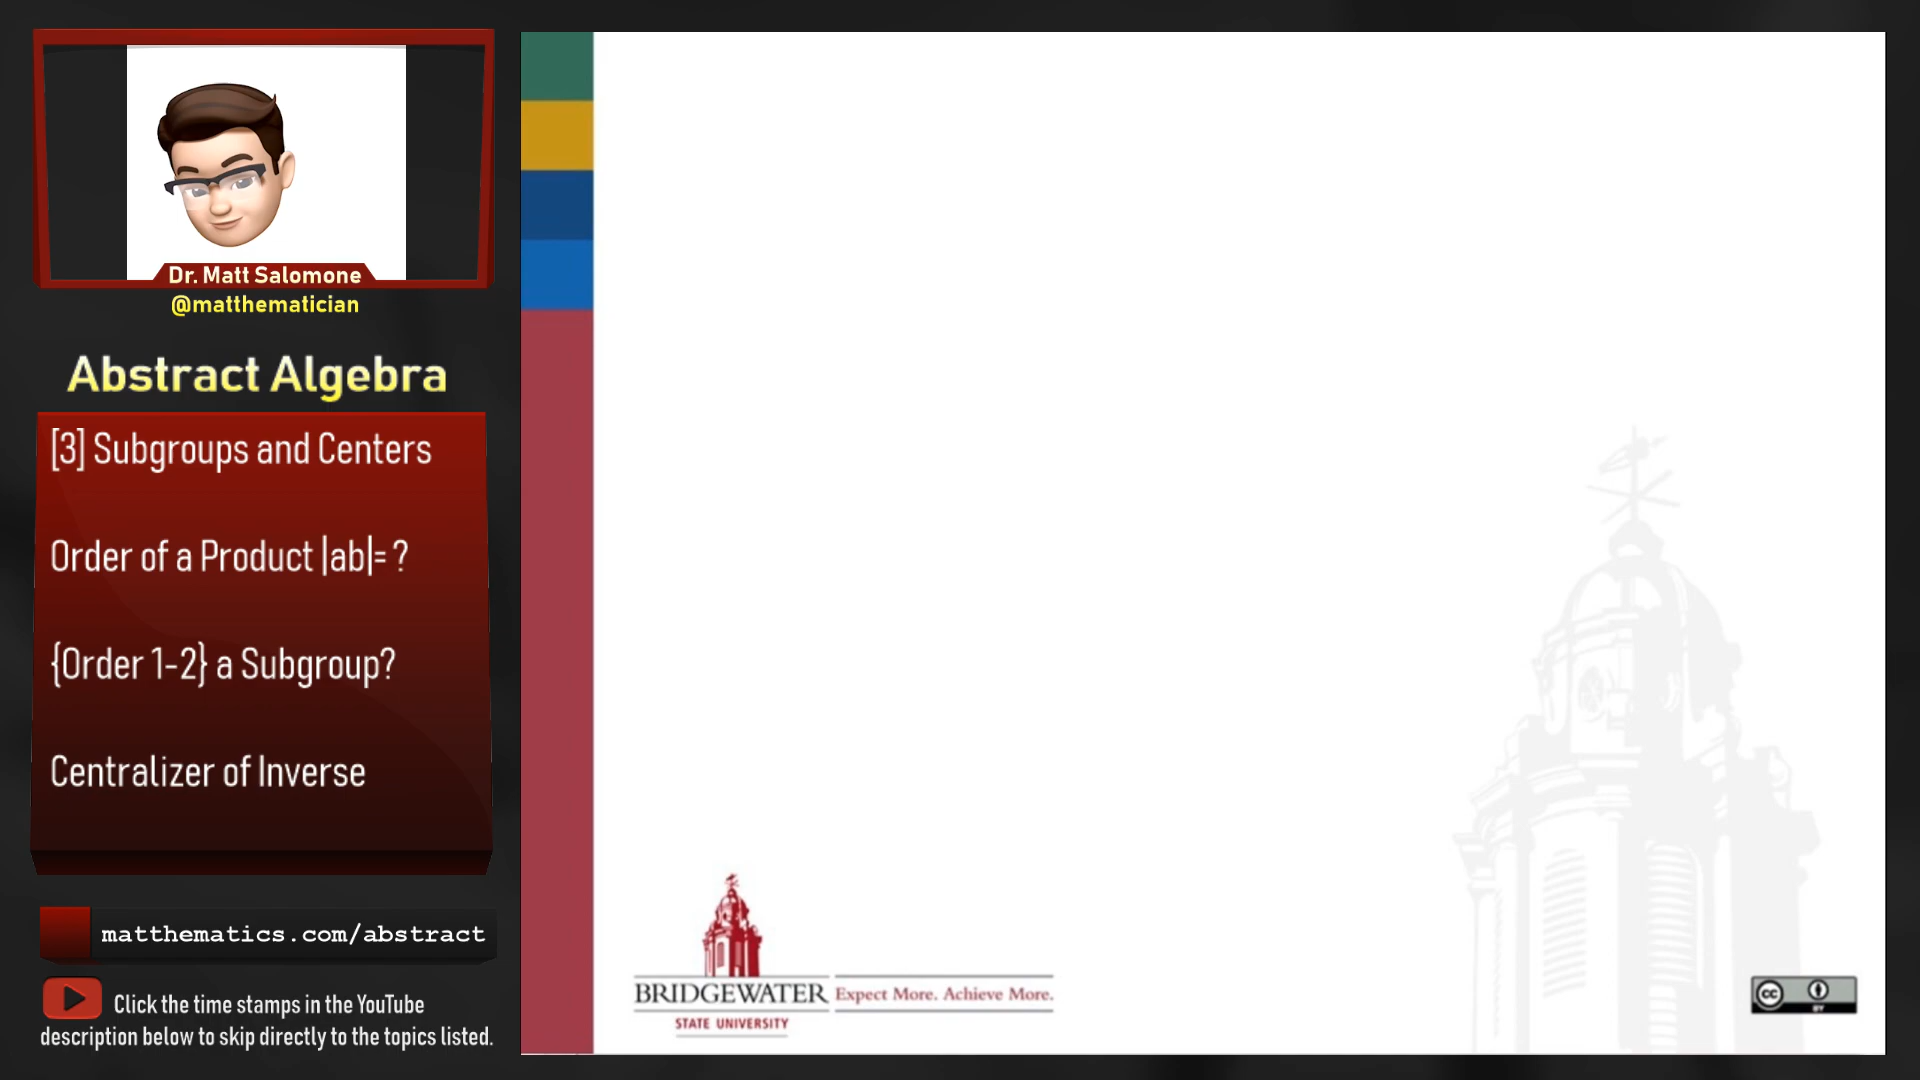 Dr. Matt Salomone
@matthematician
Abstract Algebra
[3] Subgroups and Centers
Order of a Product |ab|= ?
{Order 1-2} a Subgroup?
Centralizer of Inverse
matthematics.com/abstract
Click the time stamps in the YouTube
description below to skip directly to the topics listed.
BRIDGEWATER Expect More. Achieve More.
STATE UNIVERSITY
cc
BY